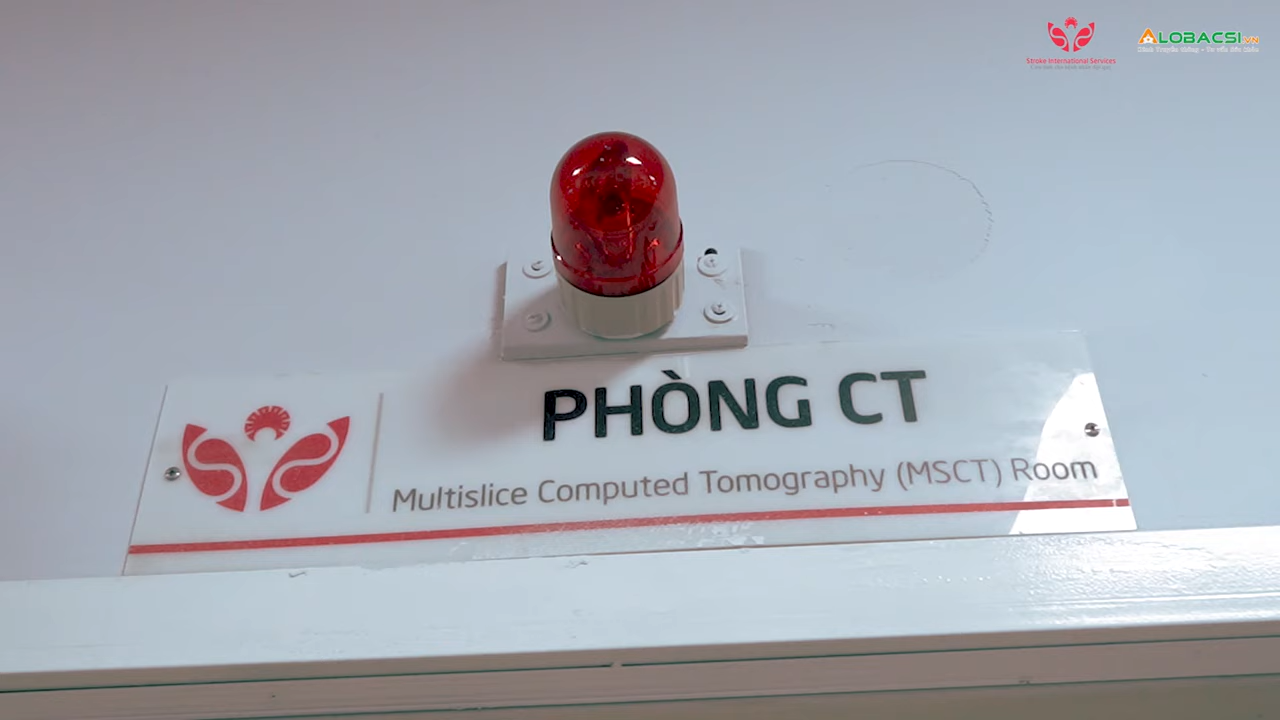 Stroke International Services
ALOBACSI.VN
PHÒNG CT
Multislice Computed Tomography (MSCT) Room